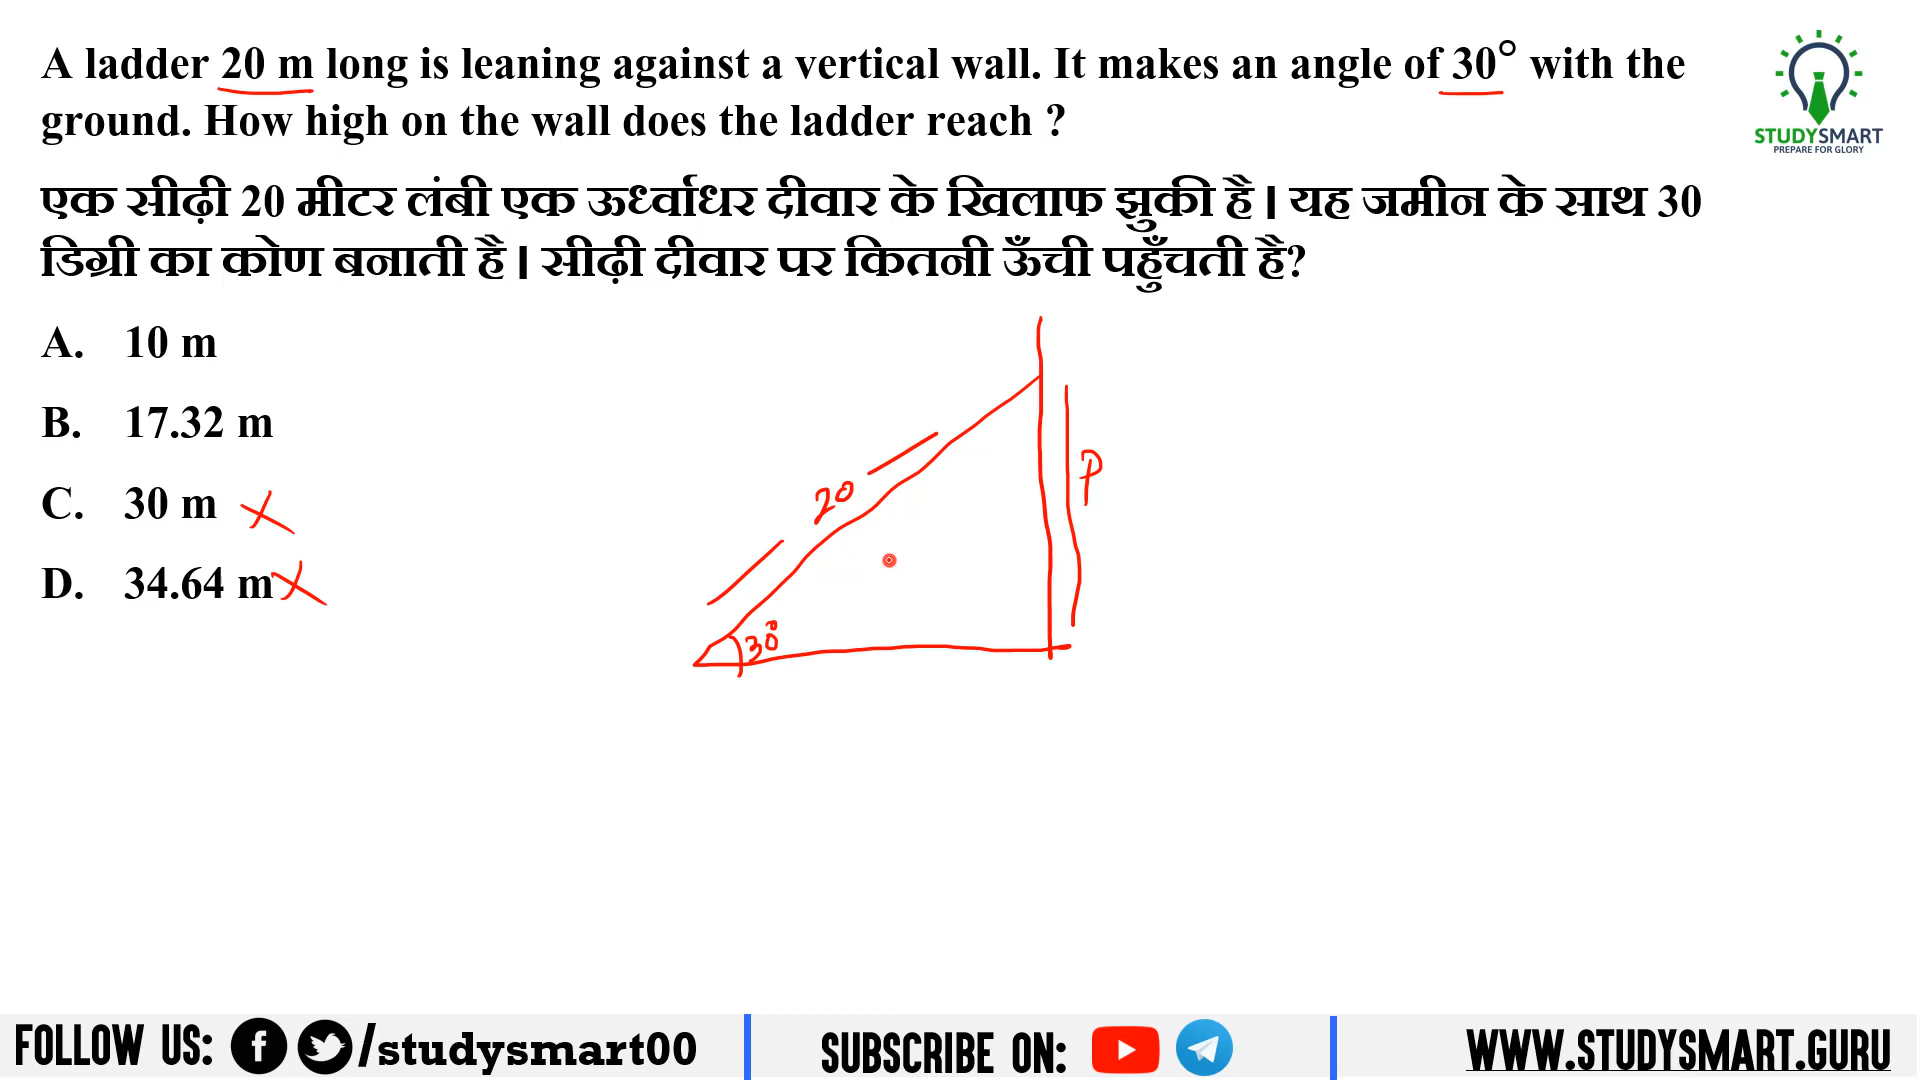 A ladder 20 m long is leaning against a vertical wall. It makes an angle of 30° with the
ground. How high on the wall does the ladder reach ?
STUDYSMART
PREPARE FOR GLORY
एक सीढ़ी 20 मीटर लंबी एक ऊर्ध्वाधर दीवार के खिलाफ झुकी है। यह जमीन के साथ 30
डिग्री का कोण बनाती है। सीढ़ी दीवार पर कितनी ऊँची पहुँचती है?
A. 10 m
B. 17.32 m
C. 30 m
D. 34.64 m
20
P
30°
FOLLOW US: /studysmart00
SUBSCRIBE ON:
WWW.STUDYSMART.GURU